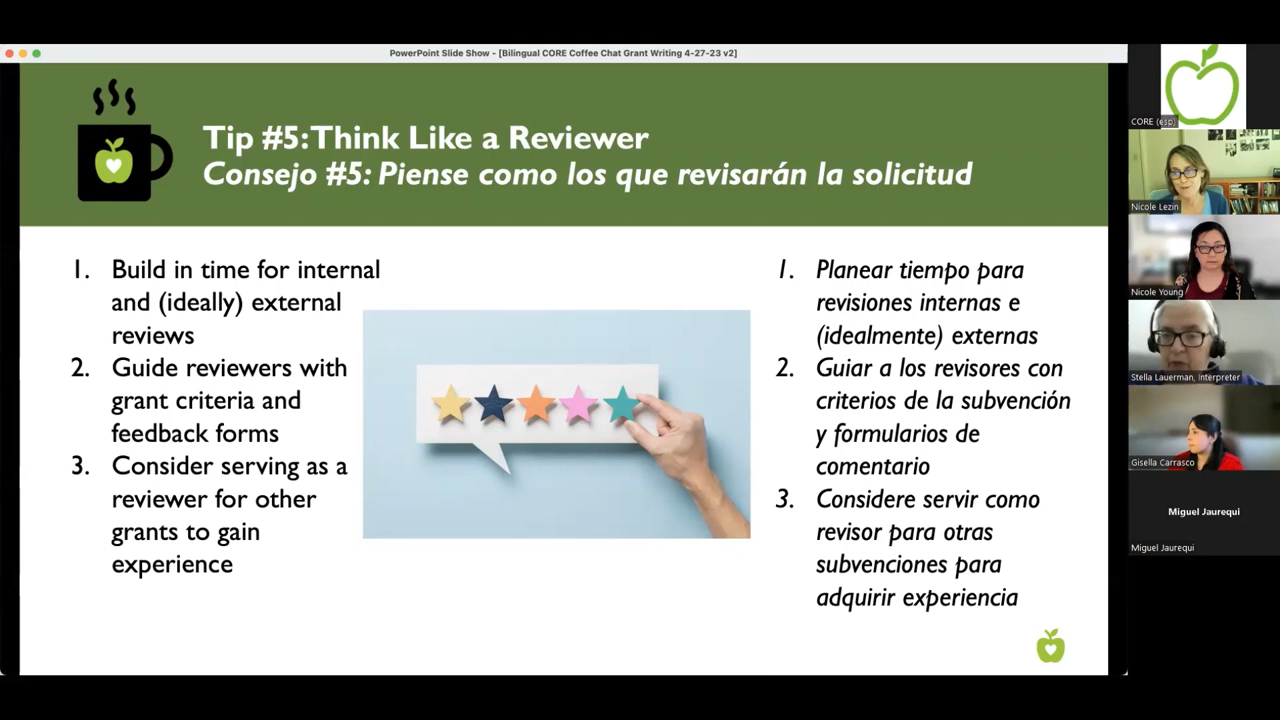 PowerPoint Slide Show - [Bilingual CORE Coffee Chat Grant Writing 4-27-23 v2]
Tip #5: Think Like a Reviewer
Consejo #5: Piense como los que revisarán la solicitud
1. Build in time for internal
and (ideally) external
reviews
2. Guide reviewers with
grant criteria and
feedback forms
3. Consider serving as a
reviewer for other
grants to gain
experience
1. Planear tiempo para
revisiones internas e
(idealmente) externas
2. Guiar a los revisores con
criterios de la subvención
y formularios de
comentario
3. Considere servir como
revisor para otras
subvenciones para
adquirir experiencia
CORE (esp)
Nicole Lezin
Nicole Young
Stella Lauerman, Interpreter
Gisella Carrasco
Miguel Jaurequi
Miguel Jaurequi